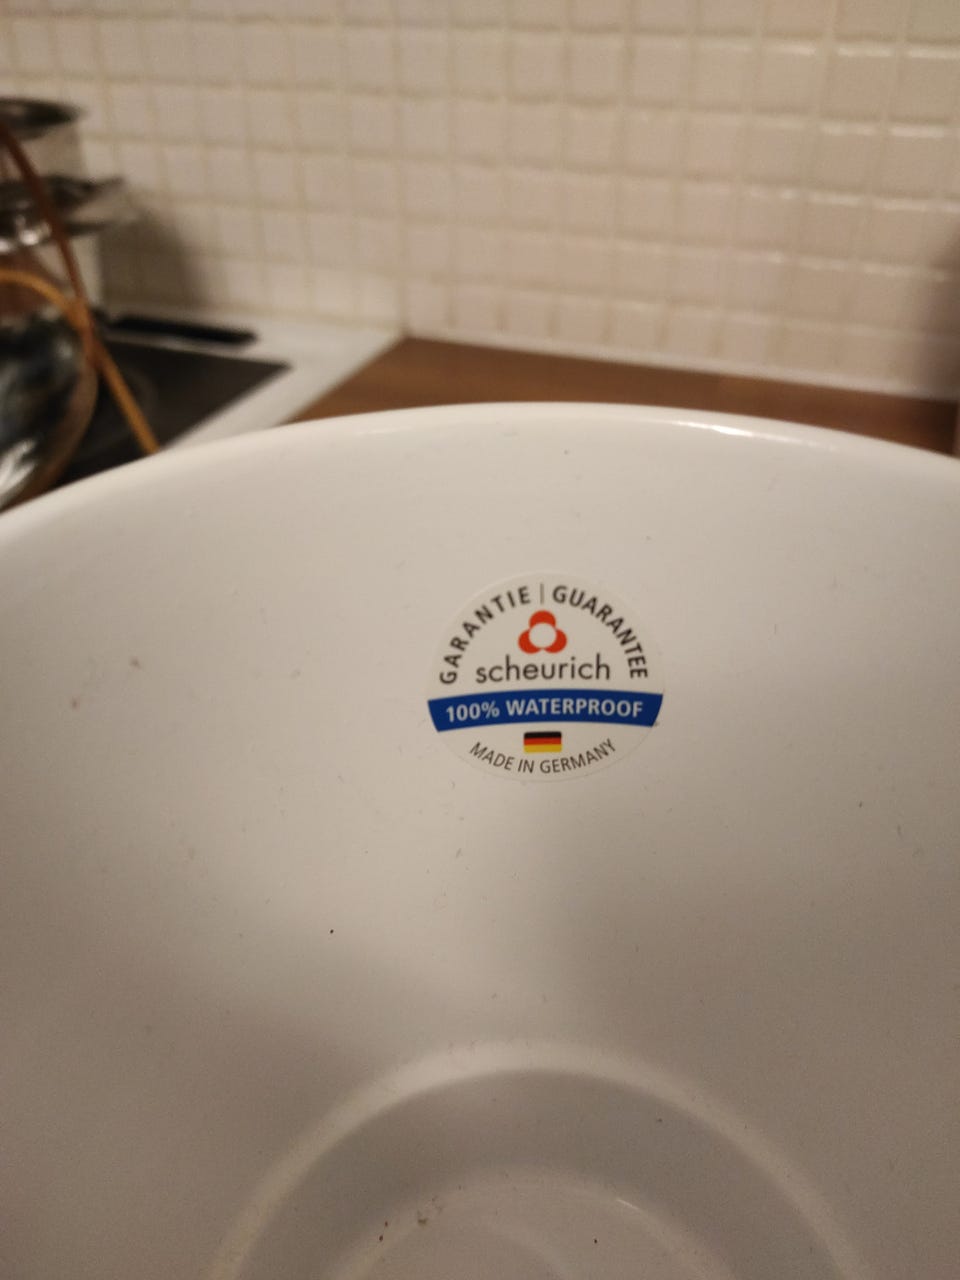 GARANTIE | GUARANTEE
scheurich
100% WATERPROOF
MADE IN GERMANY